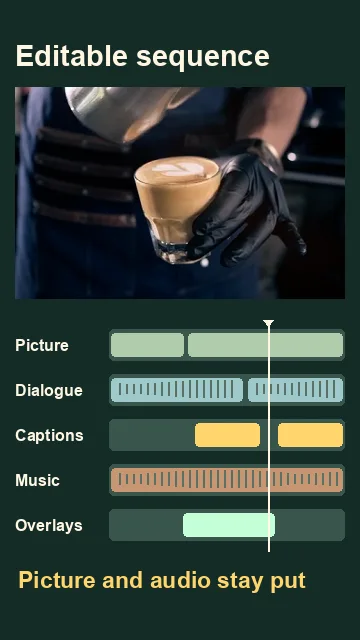 Editable sequence
Picture
Dialogue
Captions
Music
Overlays
Picture and audio stay put